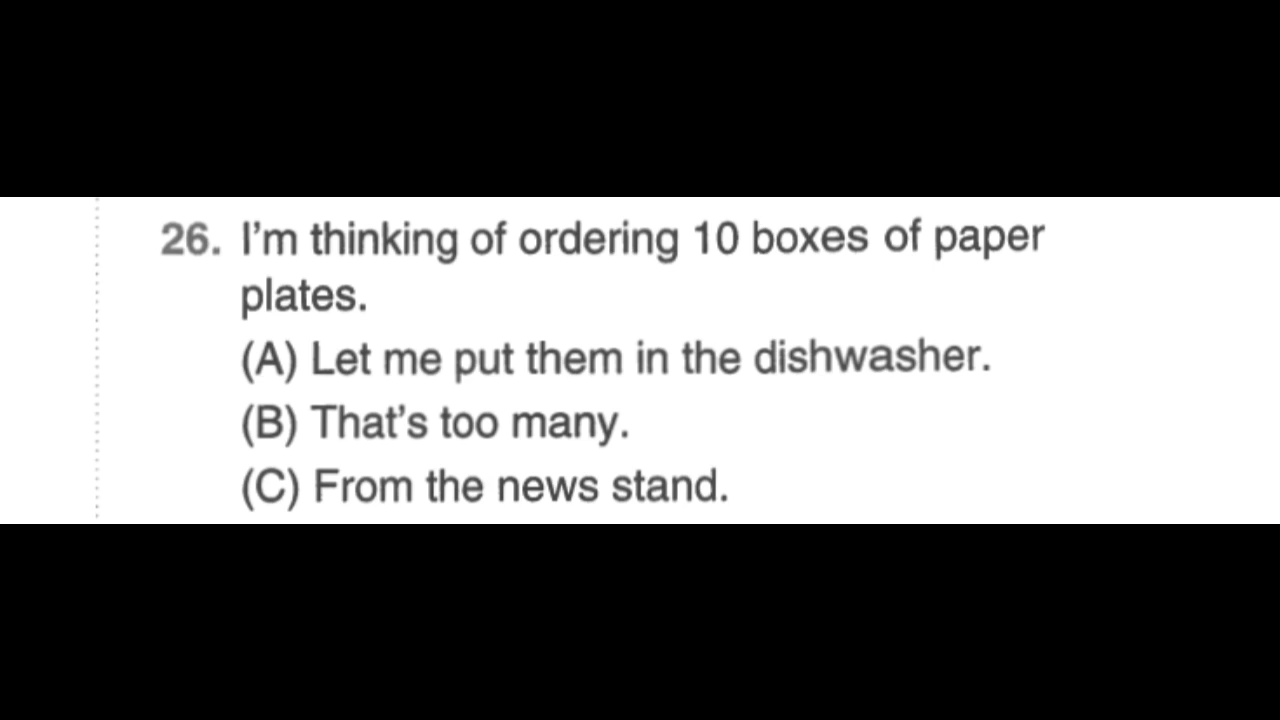 26. I'm thinking of ordering 10 boxes of paper
plates.
(A) Let me put them in the dishwasher.
(B) That's too many.
(C) From the news stand.